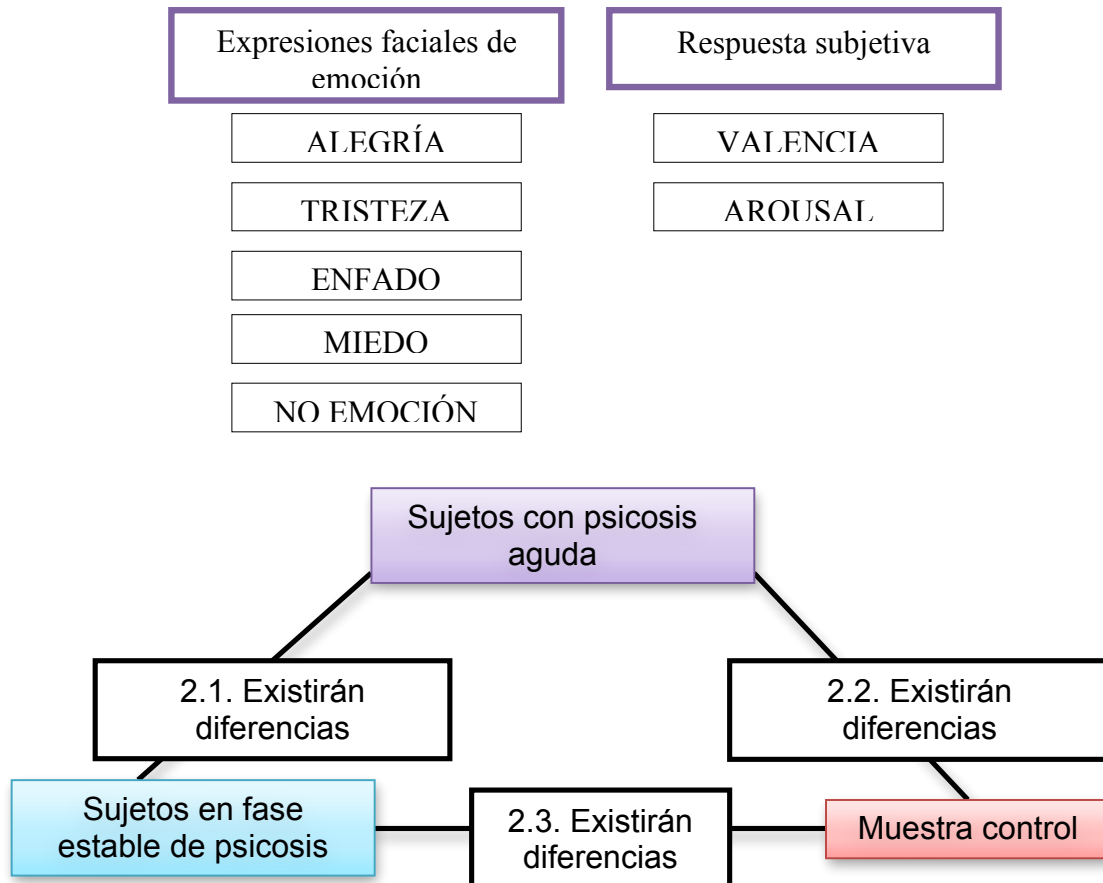 Expresiones faciales de
emoción
Respuesta subjetiva
ALEGRÍA
VALENCIA
TRISTEZA
AROUSAL
ENFADO
MIEDO
NO EMOCIÓN
Sujetos con psicosis
aguda
2.1. Existirán
diferencias
2.2. Existirán
diferencias
Sujetos en fase
estable de psicosis
2.3. Existirán
diferencias
Muestra control